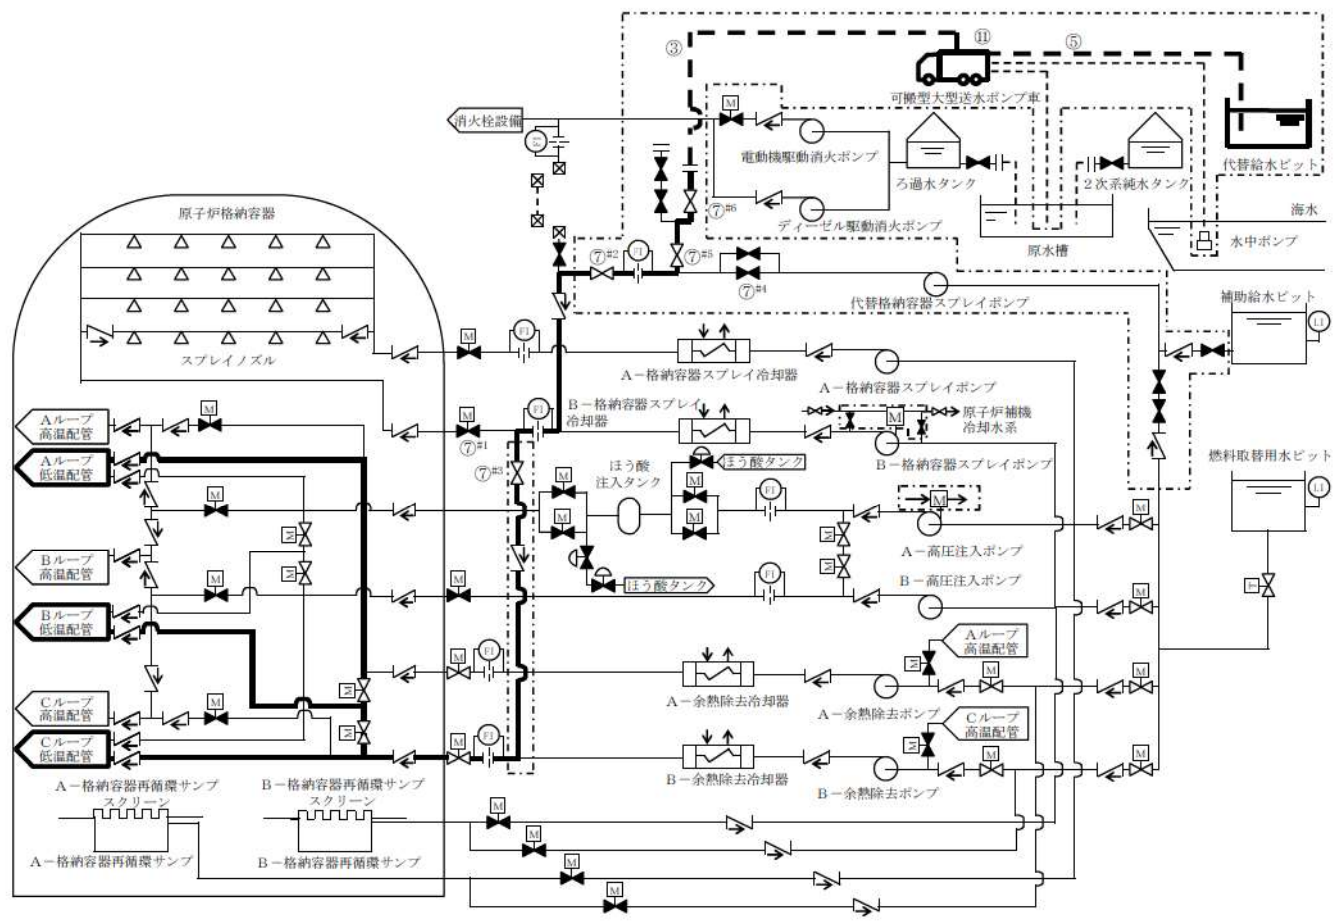 ③
⑪
⑤
可搬型大型送水ポンプ車
M
消火栓設備
FI
電動機駆動消火ポンプ
ろ過水タンク
2次系純水タンク
代替給水ピット
⑦#6
ディーゼル駆動消火ポンプ
原水槽
海水
水中ポンプ
原子炉格納容器
⑦#2
FI
⑦#5
⑦#4
代替格納容器スプレイポンプ
補助給水ピット
LI
スプレイノズル
M
FI
A-格納容器スプレイ冷却器
A-格納容器スプレイポンプ
M
⑦#1
FI
B-格納容器スプレイ
冷却器
M
原子炉補機
冷却水系
B-格納容器スプレイポンプ
Aループ
高温配管
M
Aループ
低温配管
⑦#3
ほう酸
注入タンク
ほう酸タンク
燃料取替用水ピット
LI
M
M
M
M
M
FI
M
M
A-高圧注入ポンプ
M
M
M
M
ほう酸タンク
Bループ
高温配管
M
M
FI
B-高圧注入ポンプ
M
T
Bループ
低温配管
M
FI
Aループ
高温配管
M
M
M
A-余熱除去冷却器
A-余熱除去ポンプ
Cループ
高温配管
M
M
M
Cループ
低温配管
M
FI
Cループ
高温配管
M
M
M
B-余熱除去冷却器
B-余熱除去ポンプ
A-格納容器再循環サンプ
スクリーン
B-格納容器再循環サンプ
スクリーン
M
M
A-格納容器再循環サンプ
B-格納容器再循環サンプ
M
M